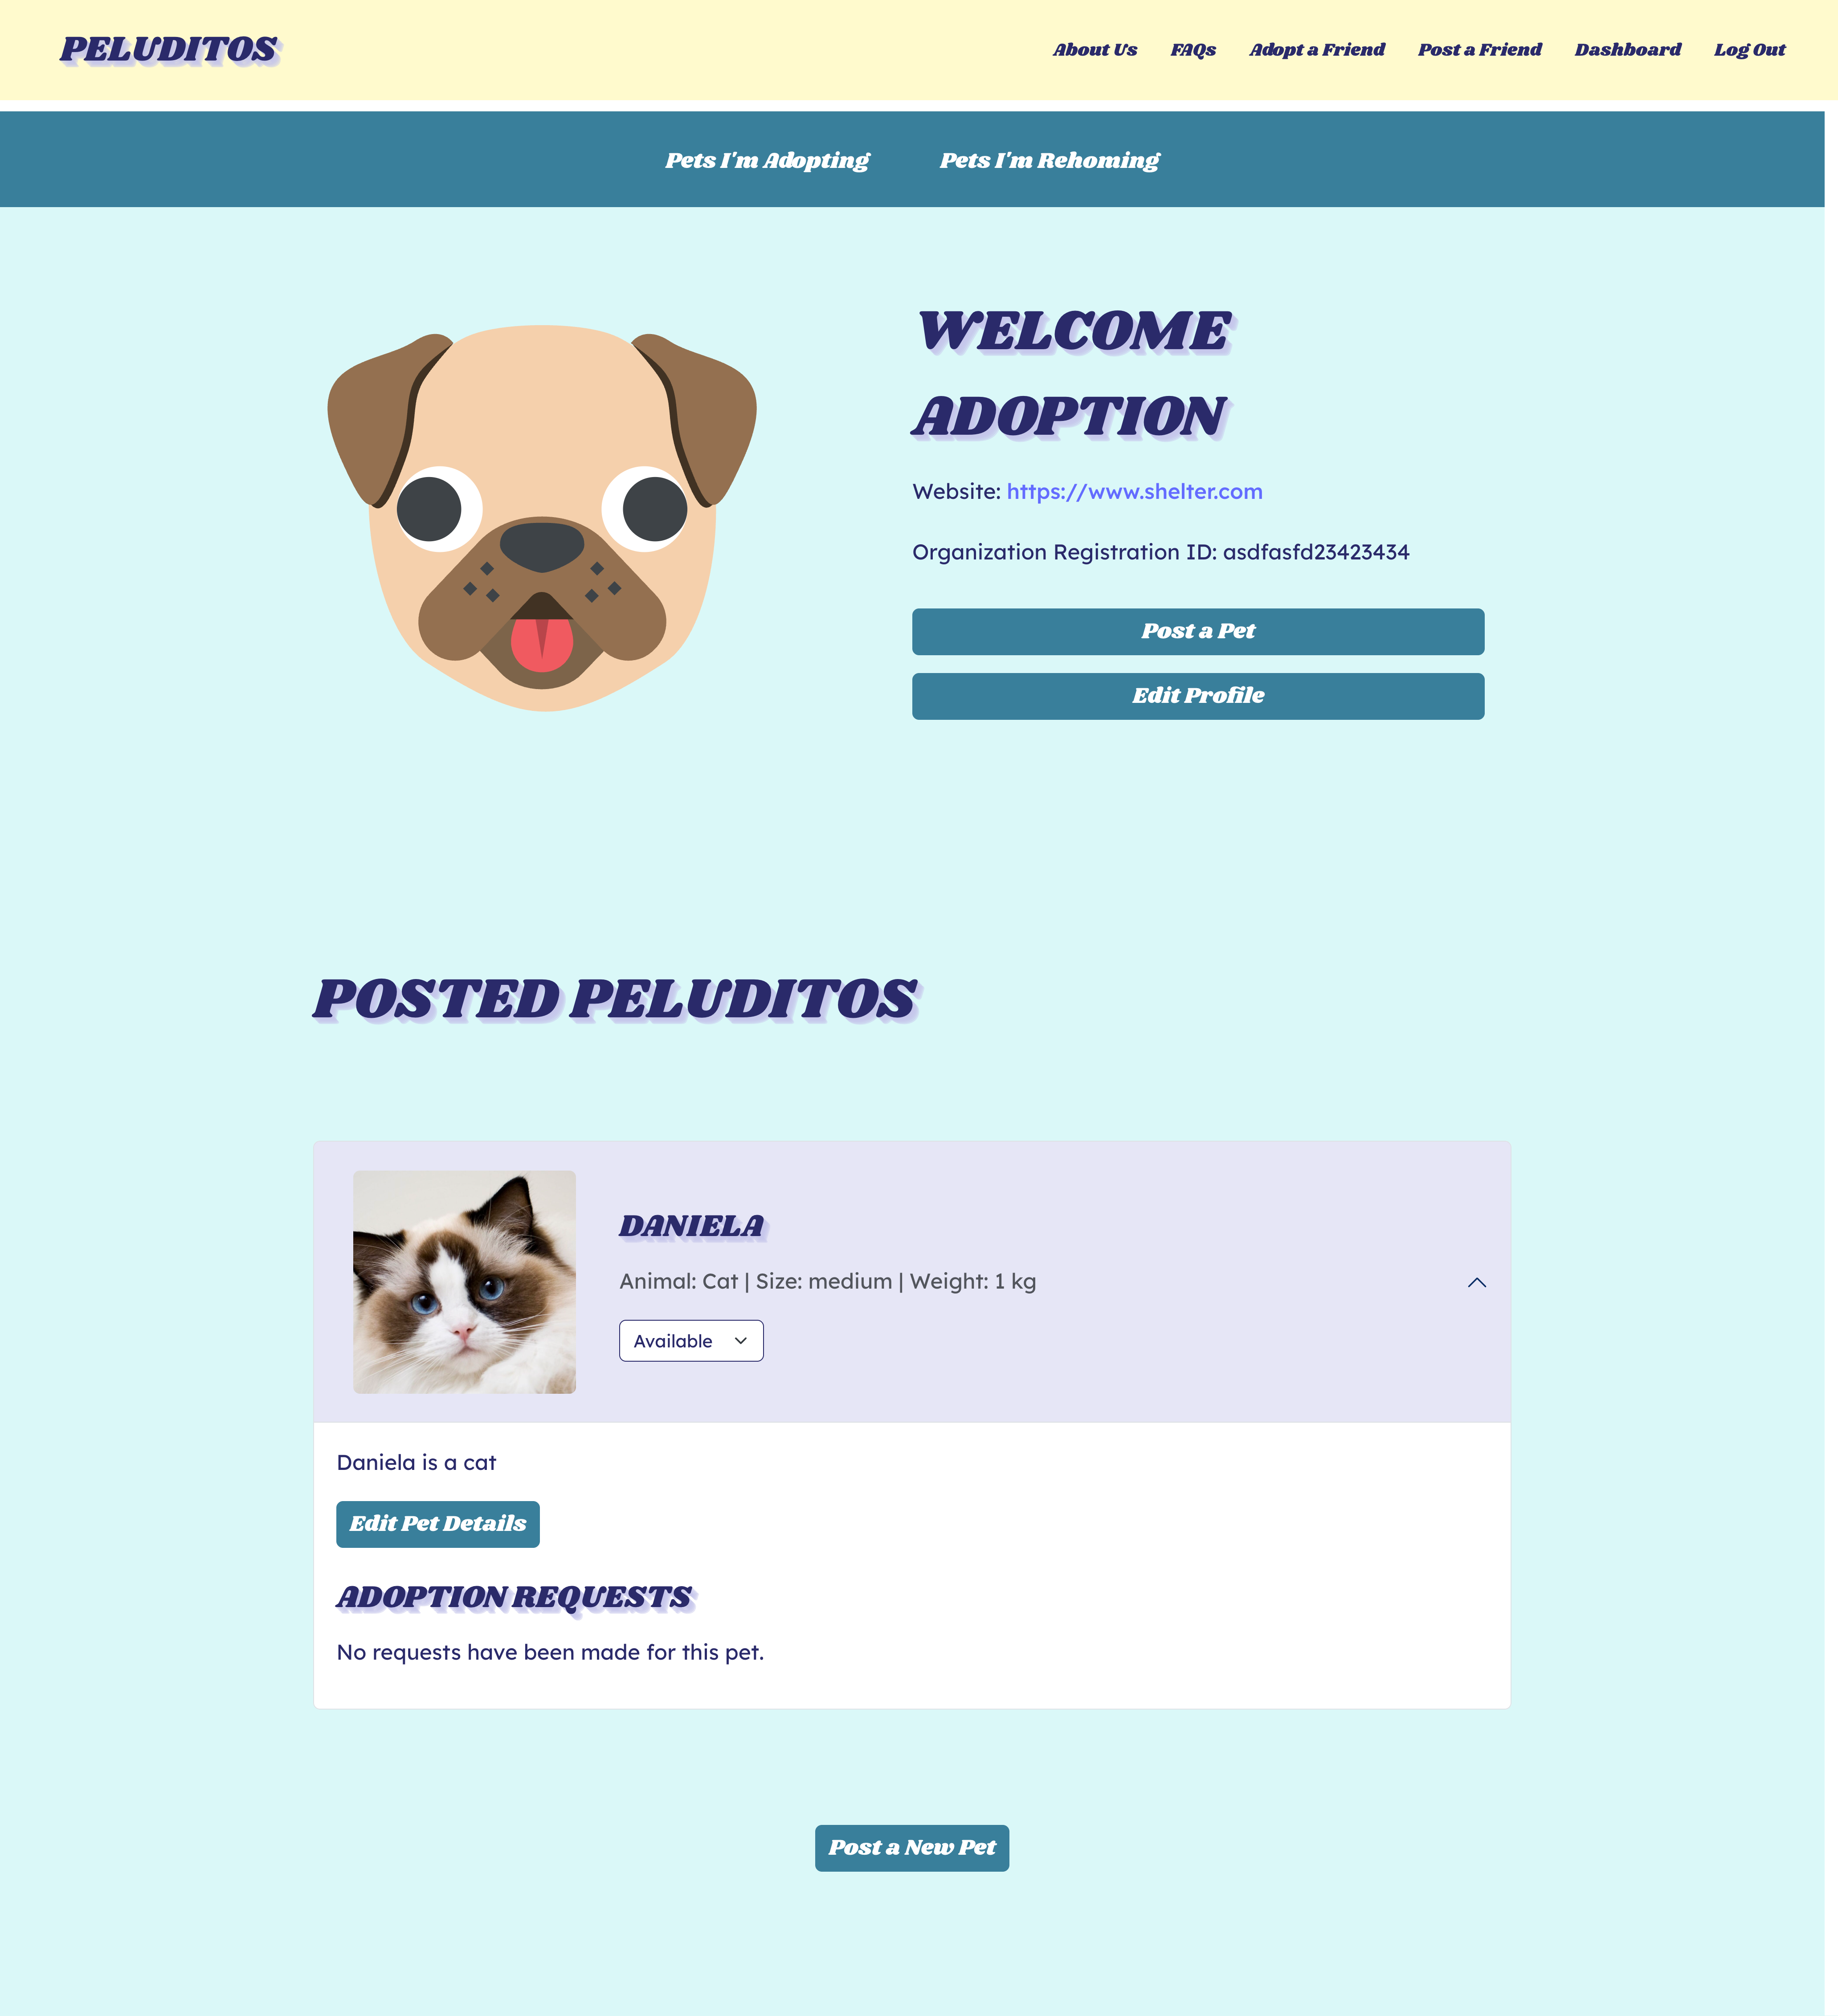 PELUDITOS
About Us FAQs Adopt a Friend Post a Friend Dashboard Log Out
Pets I'm Adopting Pets I'm Rehoming
WELCOME
ADOPTION
Website: https://www.shelter.com
Organization Registration ID: asdfasfd23423434
Post a Pet
Edit Profile
POSTED PELUDITOS
DANIELA
Animal: Cat | Size: medium | Weight: 1 kg
Available
Daniela is a cat
Edit Pet Details
ADOPTION REQUESTS
No requests have been made for this pet.
Post a New Pet